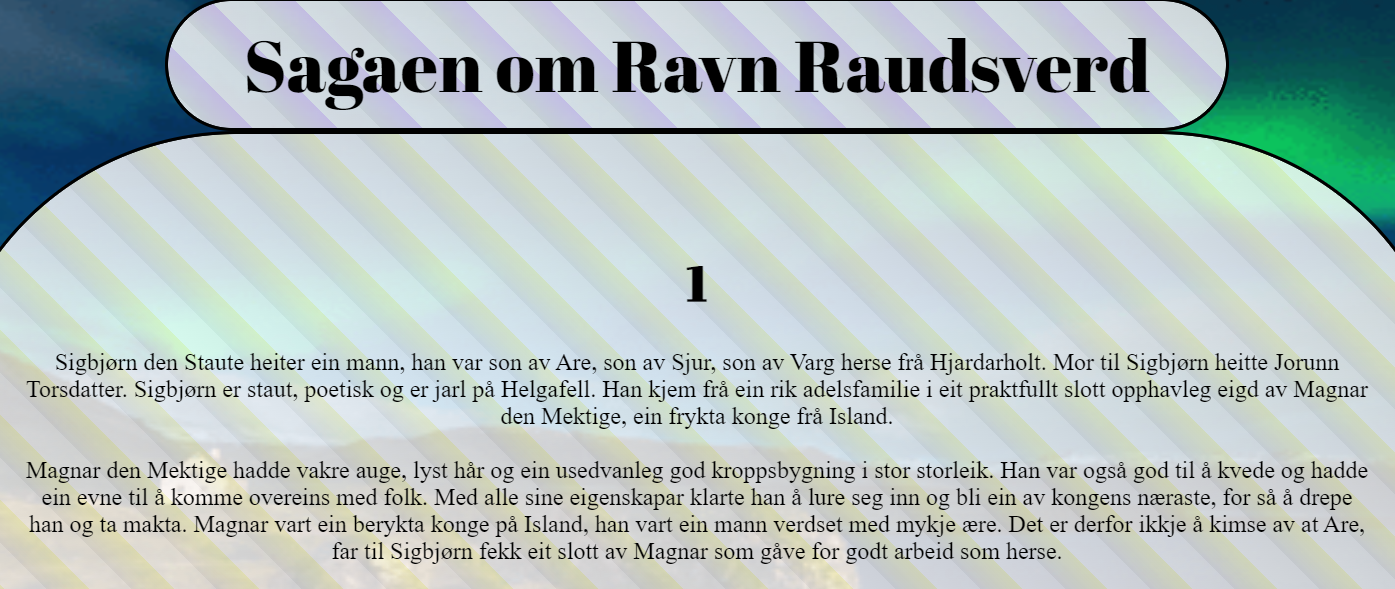 Sagaen om Ravn Raudsverd
1
Sigbjørn den Staute heiter ein mann, han var son av Are, son av Sjur, son av Varg herse frå Hjardarholt. Mor til Sigbjørn heitte Jorunn
Torsdatter. Sigbjørn er staut, poetisk og er jarl på Helgafell. Han kjem frå ein rik adelsfamilie i eit praktfullt slott opphavleg eigd av Magnar
den Mektige, ein frykta konge frå Island.
Magnar den Mektige hadde vakre auge, lyst hår og ein usedvanleg god kroppsbygning i stor storleik. Han var også god til å kvede og hadde
ein evne til å komme overeins med folk. Med alle sine eigenskapar klarte han å lure seg inn og bli ein av kongens næraste, for så å drepe
han og ta makta. Magnar vart ein berykta konge på Island, han vart ein mann verdset med mykje ære. Det er derfor ikkje å kimse av at Are,
far til Sigbjørn fekk eit slott av Magnar som gåve for godt arbeid som herse.